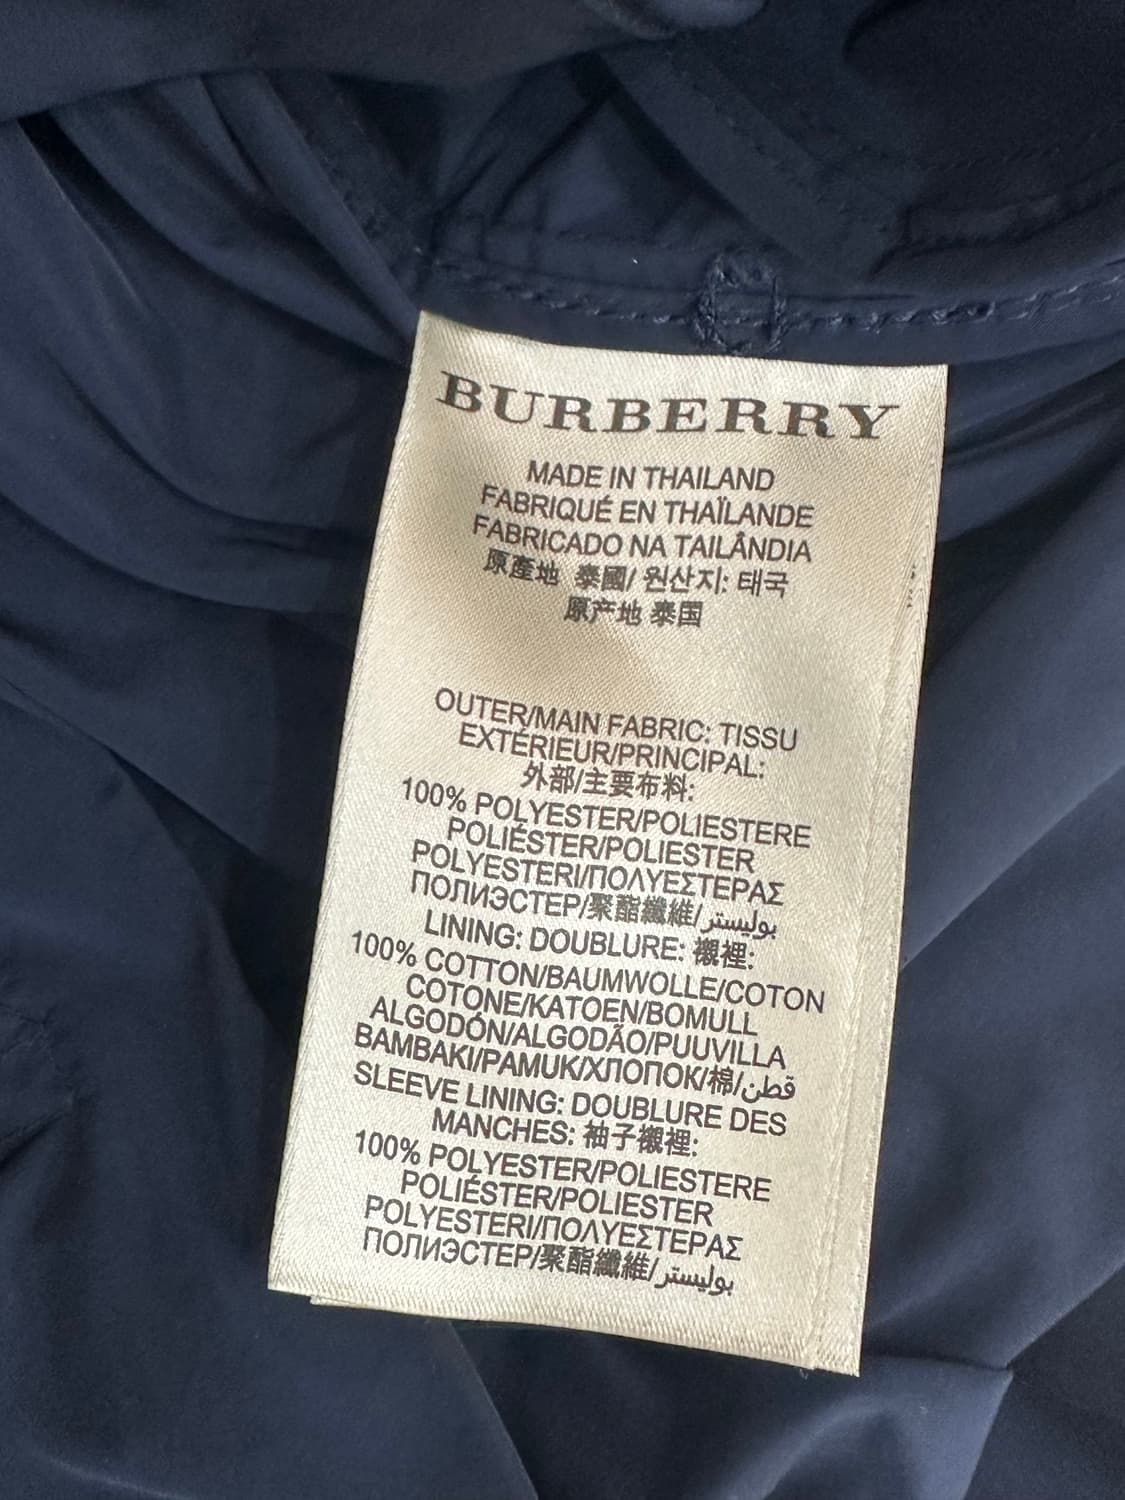 BURBERRY
MADE IN THAILAND
FABRIQUÉ EN THAÏLANDE
FABRICADO NA TAILÂNDIA
原產地 泰國/ 원산지: 태국
原产地 泰国
OUTER/MAIN FABRIC: TISSU
EXTÉRIEUR/PRINCIPAL:
外部/主要布料:
100% POLYESTER/POLIESTERE
POLIÉSTER/POLIESTER
POLYESTERI/ΠΟΛΥΕΣΤΕΡΑΣ
ПОЛИЭСТЕР/聚酯纖維/بوليستر
LINING: DOUBLURE: 襯裡:
100% COTTON/BAUMWOLLE/COTON
COTONE/KATOEN/BOMULL
ALGODÓN/ALGODÃO/PUUVILLA
BAMBAKI/PAMUK/ХЛОПОК/棉/قطن
SLEEVE LINING: DOUBLURE DES
MANCHES: 袖子襯裡:
100% POLYESTER/POLIESTERE
POLIÉSTER/POLIESTER
POLYESTERI/ΠΟΛΥΕΣΤΕΡΑΣ
ПОЛИЭСТЕР/聚酯纖維/بوليستر